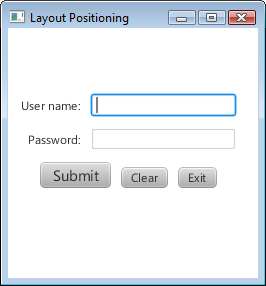 Layout Positioning
User name:
Password:
Submit Clear Exit